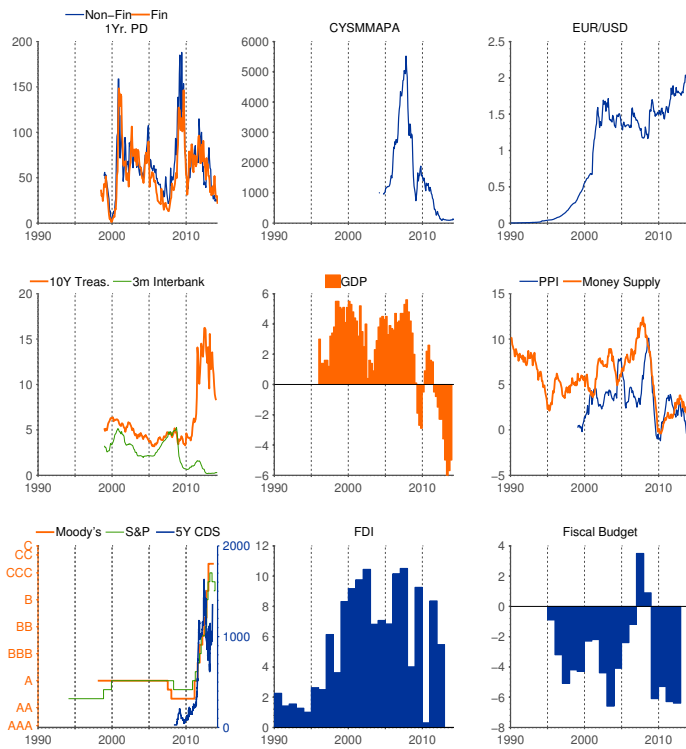 Non−Fin Fin
1Yr. PD
CYSMMAPA
EUR/USD
200
150
100
50
0
1990 2000 2010
6000
5000
4000
3000
2000
1000
0
1990 2000 2010
2.5
2
1.5
1
0.5
0
1990 2000 2010
10Y Treas. 3m Interbank
GDP
PPI Money Supply
20
15
10
5
0
1990 2000 2010
6
4
2
0
−2
−4
−6
1990 2000 2010
15
10
5
0
−5
1990 2000 2010
Moody's S&P 5Y CDS
FDI
Fiscal Budget
C
CC
CCC
B
BB
BBB
A
AA
AAA
2000
1000
0
1990 2000 2010
12
10
8
6
4
2
0
1990 2000 2010
4
2
0
−2
−4
−6
−8
1990 2000 2010